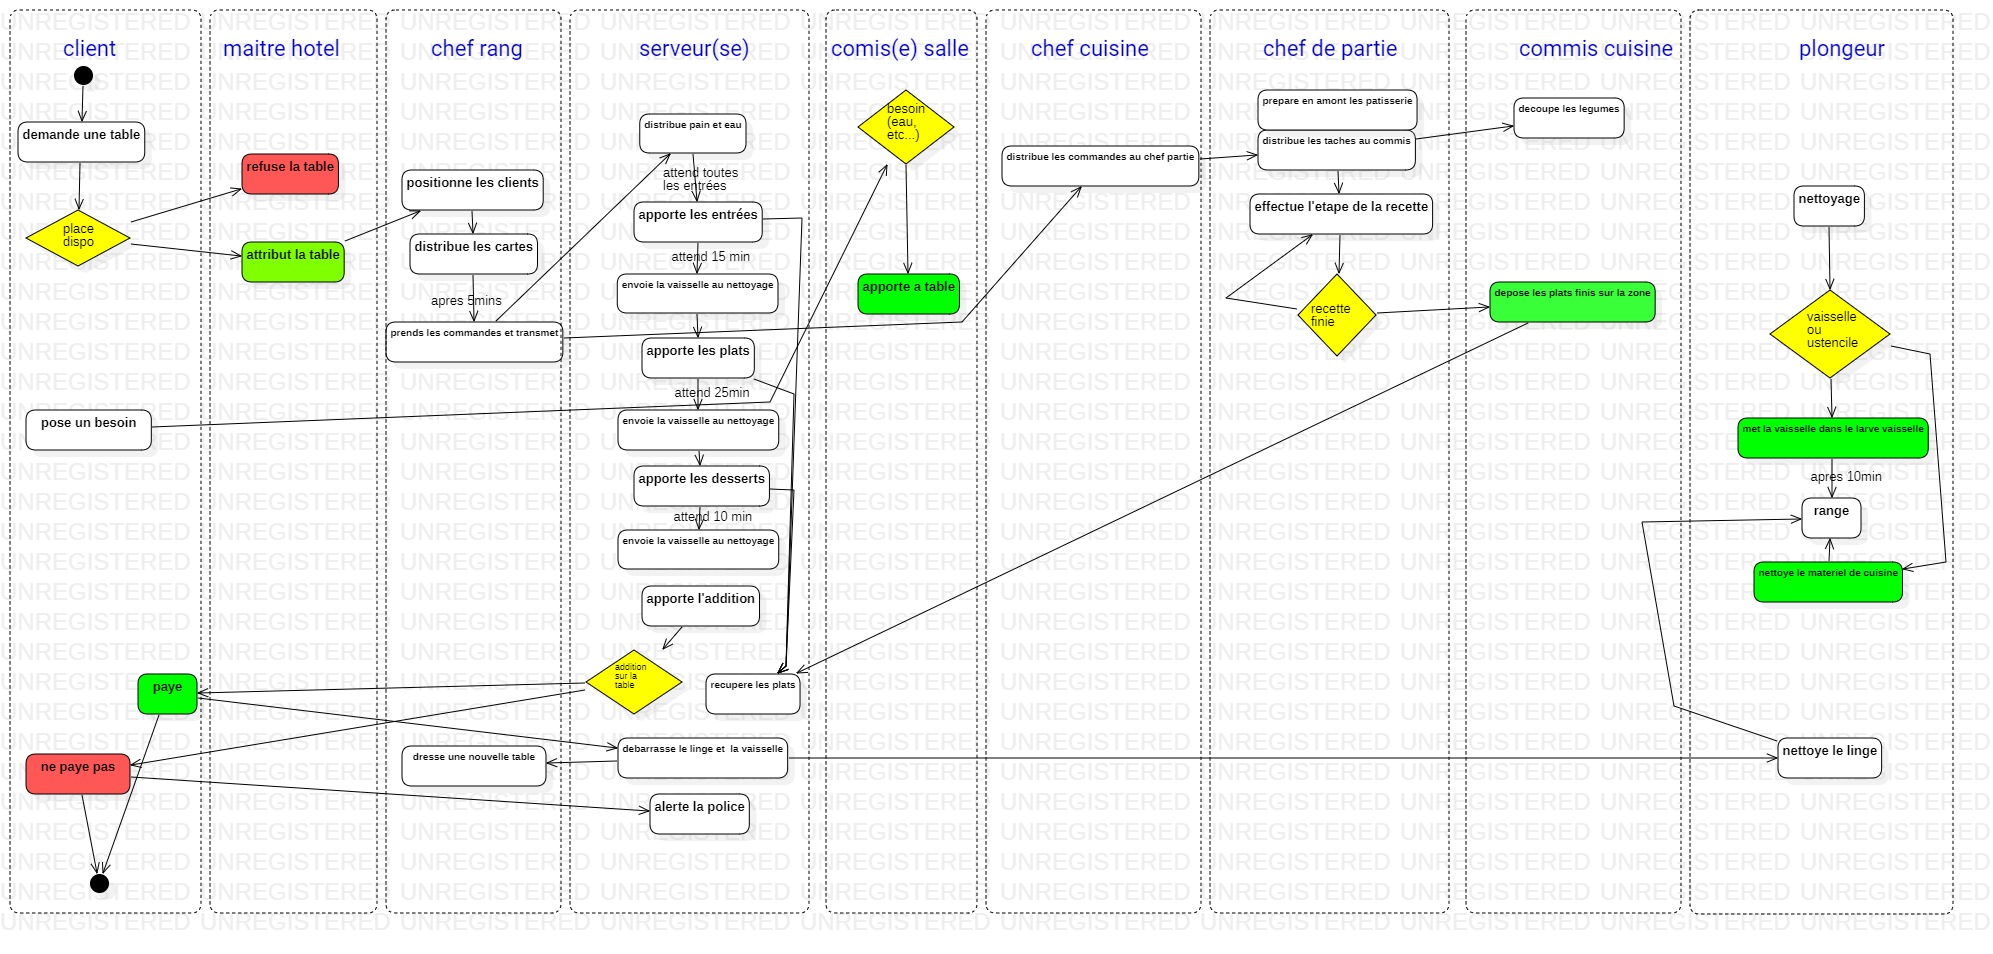 client
maitre hotel
chef rang
serveur(se)
comis(e) salle
chef cuisine
chef de partie
commis cuisine
plongeur
demande une table
place
dispo
pose un besoin
paye
ne paye pas
refuse la table
attribut la table
positionne les clients
distribue les cartes
apres 5mins
prends les commandes et transmet
dresse une nouvelle table
distribue pain et eau
attend toutes
les entrées
apporte les entrées
attend 15 min
envoie la vaisselle au nettoyage
apporte les plats
attend 25min
envoie la vaisselle au nettoyage
apporte les desserts
attend 10 min
envoie la vaisselle au nettoyage
apporte l'addition
addition
sur la
table
recupere les plats
debarrasse le linge et  la vaisselle
alerte la police
besoin
(eau,
etc...)
apporte a table
distribue les commandes au chef partie
prepare en amont les patisserie
distribue les taches au commis
effectue l'etape de la recette
recette
finie
decoupe les legumes
depose les plats finis sur la zone
nettoyage
vaisselle
ou
ustencile
met la vaisselle dans le larve vaisselle
apres 10min
range
nettoye le materiel de cuisine
nettoye le linge
UNREGISTERED